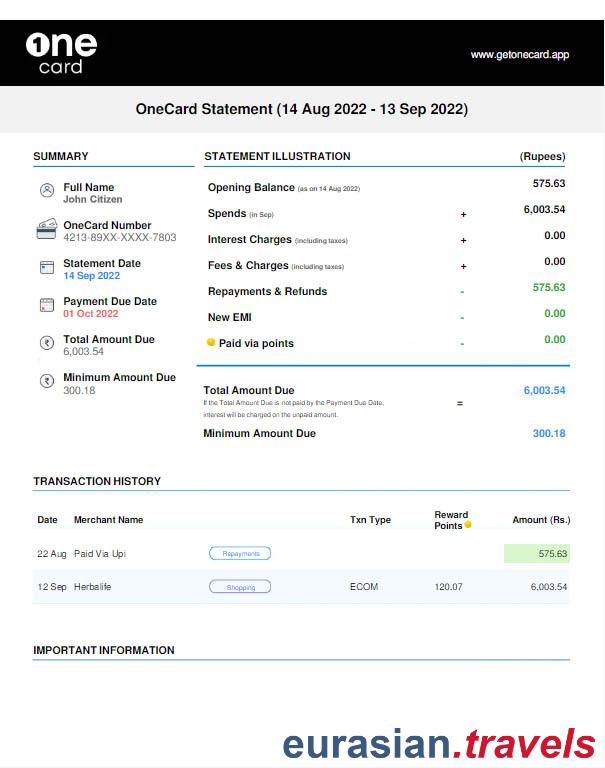 One
card
www.getonecard.app
OneCard Statement (14 Aug 2022 - 13 Sep 2022)
SUMMARY
Full Name
John Citizen
OneCard Number
4213-89XX-XXXX-7803
Statement Date
14 Sep 2022
Payment Due Date
01 Oct 2022
Total Amount Due
6,003.54
Minimum Amount Due
300.18
STATEMENT ILLUSTRATION (Rupees)
Opening Balance (as on 14 Aug 2022) 575.63
Spends (in Sep) + 6,003.54
Interest Charges (including taxes) + 0.00
Fees & Charges (including taxes) + 0.00
Repayments & Refunds - 575.63
New EMI - 0.00
Paid via points - 0.00
Total Amount Due = 6,003.54
If the Total Amount Due is not paid by the Payment Due Date,
interest will be charged on the unpaid amount.
Minimum Amount Due 300.18
TRANSACTION HISTORY
Date Merchant Name Txn Type Reward Points Amount (Rs.)
22 Aug Paid Via Upi Repayments 575.63
12 Sep Herbalife Shopping ECOM 120.07 6,003.54
IMPORTANT INFORMATION
eurasian.travels